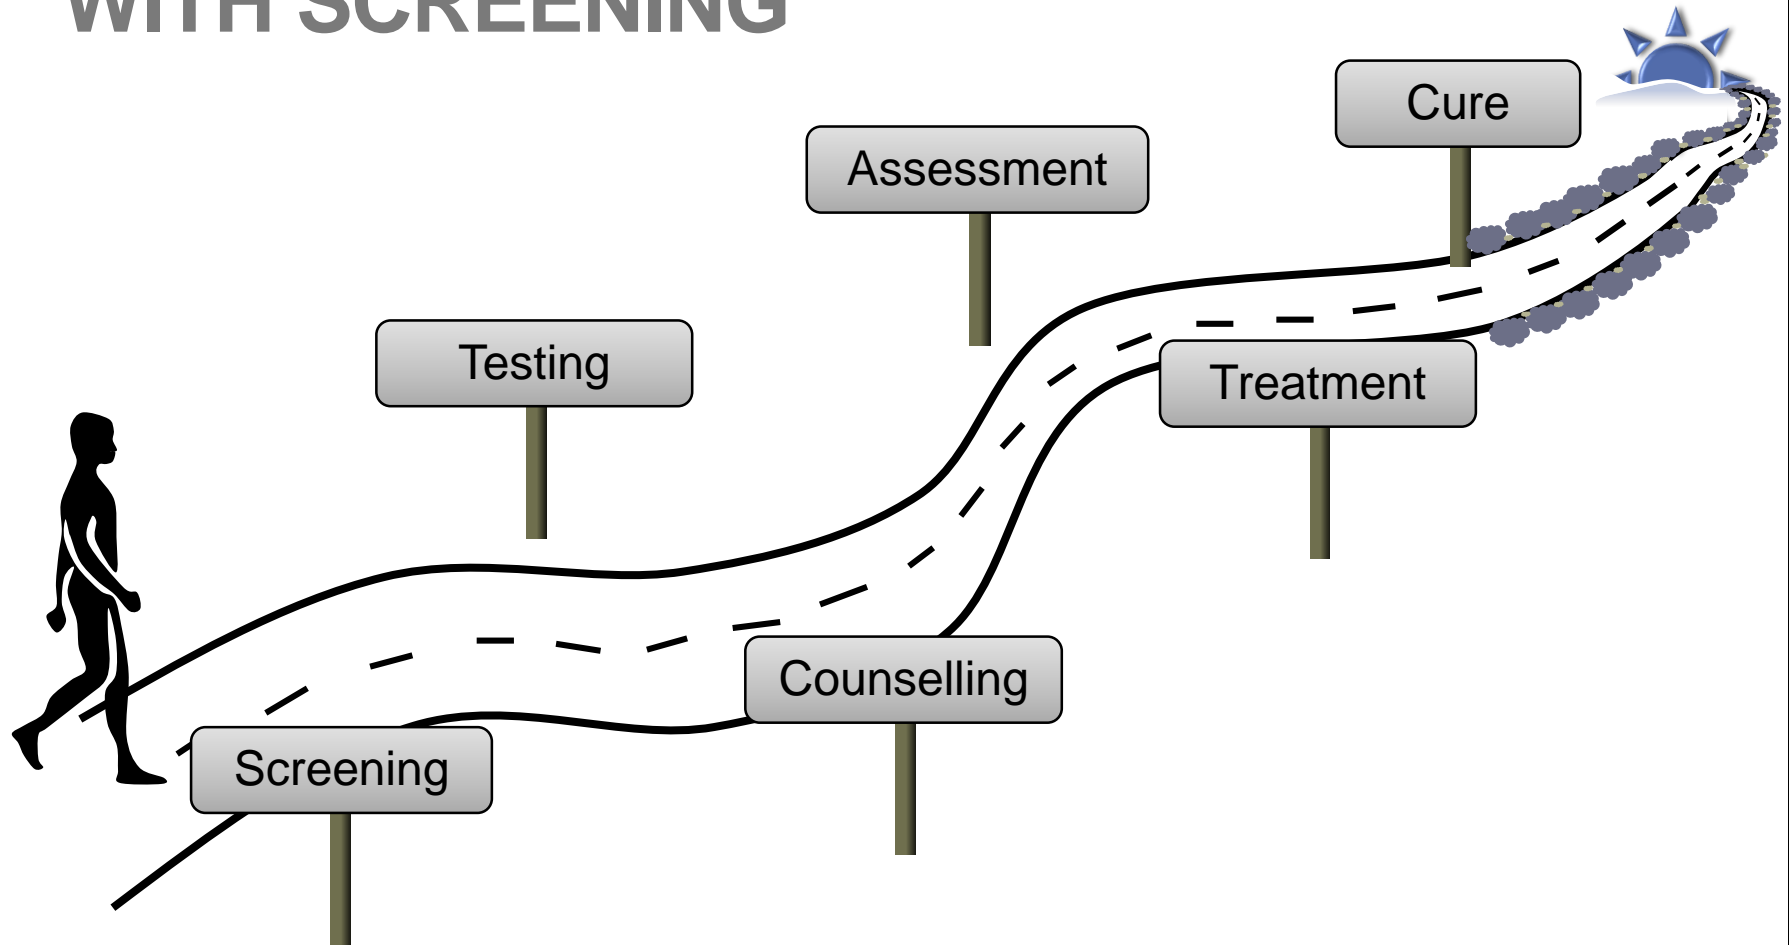 WITH SCREENING
Cure
Assessment
Testing
Treatment
Counselling
Screening